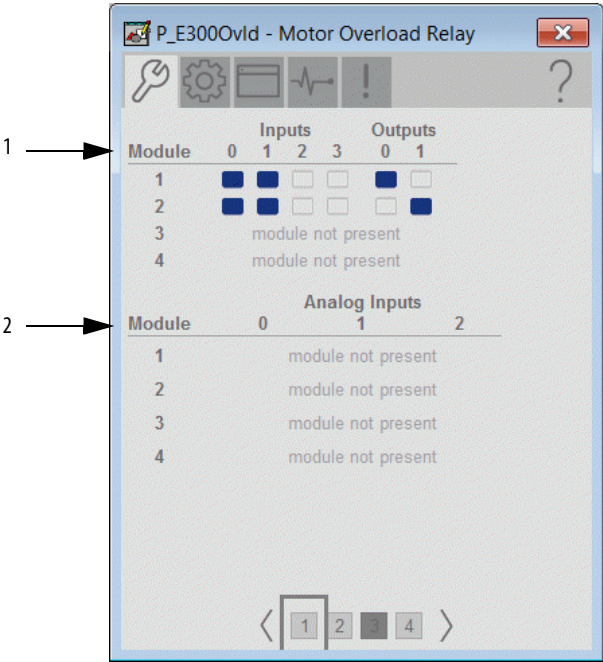 P_E300Ovld - Motor Overload Relay
?
1
Inputs Outputs
Module 0 1 2 3 0 1
1
2
3 module not present
4 module not present
2
Analog Inputs
Module 0 1 2
1 module not present
2 module not present
3 module not present
4 module not present
1 2 3 4